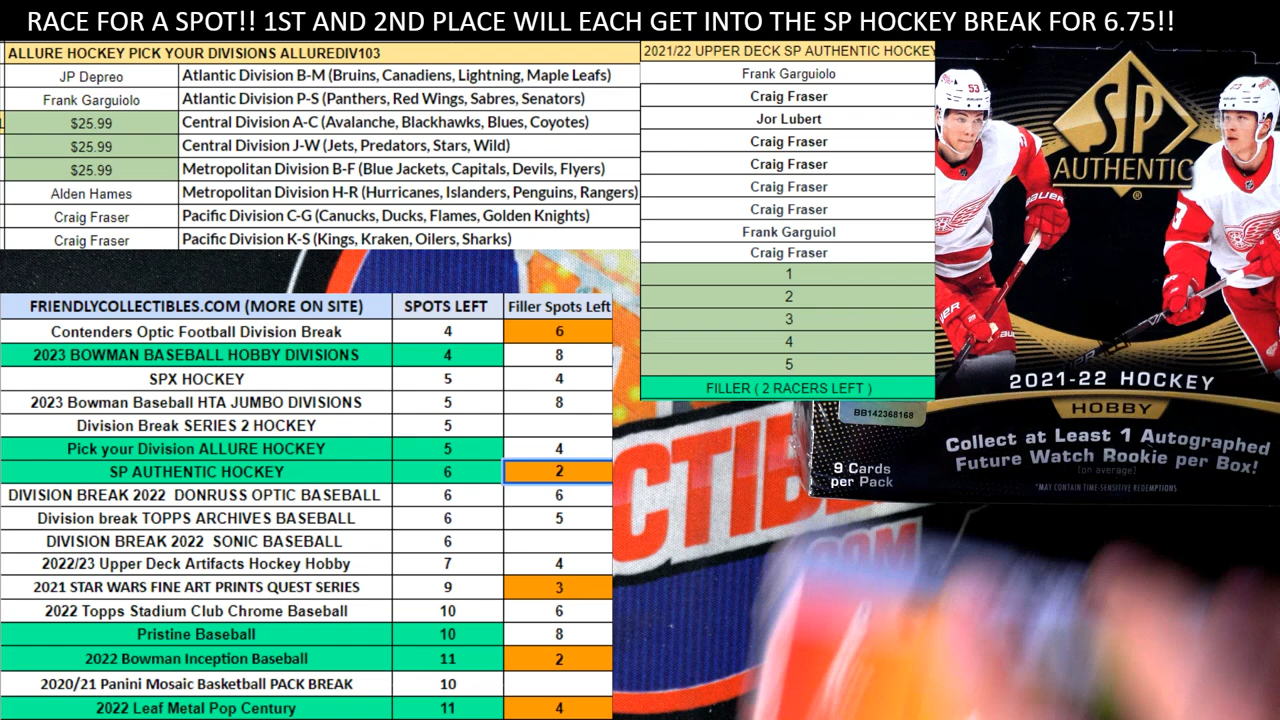 RACE FOR A SPOT!! 1ST AND 2ND PLACE WILL EACH GET INTO THE SP HOCKEY BREAK FOR 6.75!!
ALLURE HOCKEY PICK YOUR DIVISIONS ALLUREDIV103
JP Depreo Atlantic Division B-M (Bruins, Canadiens, Lightning, Maple Leafs)
Frank Garguiolo Atlantic Division P-S (Panthers, Red Wings, Sabres, Senators)
$25.99 Central Division A-C (Avalanche, Blackhawks, Blues, Coyotes)
$25.99 Central Division J-W (Jets, Predators, Stars, Wild)
$25.99 Metropolitan Division B-F (Blue Jackets, Capitals, Devils, Flyers)
Alden Hames Metropolitan Division H-R (Hurricanes, Islanders, Penguins, Rangers)
Craig Fraser Pacific Division C-G (Canucks, Ducks, Flames, Golden Knights)
Craig Fraser Pacific Division K-S (Kings, Kraken, Oilers, Sharks)
2021/22 UPPER DECK SP AUTHENTIC HOCKEY
Frank Garguiolo
Craig Fraser
Jor Lubert
Craig Fraser
Craig Fraser
Craig Fraser
Craig Fraser
Frank Garguiol
Craig Fraser
1
2
3
4
5
FILLER ( 2 RACERS LEFT )
FRIENDLYCOLLECTIBLES.COM (MORE ON SITE) SPOTS LEFT Filler Spots Left
Contenders Optic Football Division Break 4 6
2023 BOWMAN BASEBALL HOBBY DIVISIONS 4 8
SPX HOCKEY 5 4
2023 Bowman Baseball HTA JUMBO DIVISIONS 5 8
Division Break SERIES 2 HOCKEY 5
Pick your Division ALLURE HOCKEY 5 4
SP AUTHENTIC HOCKEY 6 2
DIVISION BREAK 2022 DONRUSS OPTIC BASEBALL 6 6
Division break TOPPS ARCHIVES BASEBALL 6 5
DIVISION BREAK 2022 SONIC BASEBALL 6
2022/23 Upper Deck Artifacts Hockey Hobby 7 4
2021 STAR WARS FINE ART PRINTS QUEST SERIES 9 3
2022 Topps Stadium Club Chrome Baseball 10 6
Pristine Baseball 10 8
2022 Bowman Inception Baseball 11 2
2020/21 Panini Mosaic Basketball PACK BREAK 10
2022 Leaf Metal Pop Century 11 4
SP
AUTHENTIC
53
BAUER
2021-22 HOCKEY
HOBBY
Collect at Least 1 Autographed
Future Watch Rookie per Box!
(on average)
*MAY CONTAIN TIME-SENSITIVE REDEMPTIONS
BB142368168
9 Cards
per Pack
CTIB
.COM